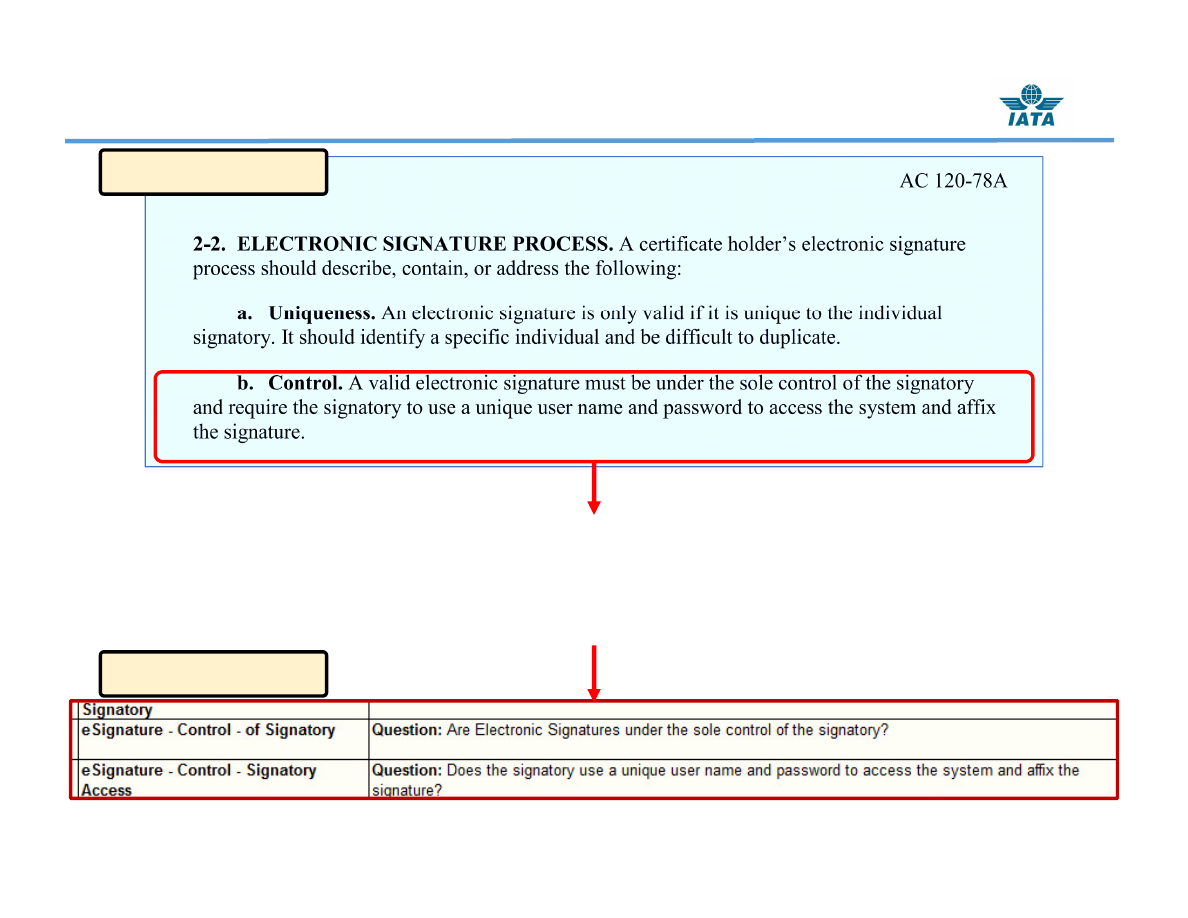 IATA
AC 120-78A
2-2. ELECTRONIC SIGNATURE PROCESS. A certificate holder’s electronic signature
process should describe, contain, or address the following:
a. Uniqueness. An electronic signature is only valid if it is unique to the individual
signatory. It should identify a specific individual and be difficult to duplicate.
b. Control. A valid electronic signature must be under the sole control of the signatory
and require the signatory to use a unique user name and password to access the system and affix
the signature.
Signatory
eSignature - Control - of Signatory Question: Are Electronic Signatures under the sole control of the signatory?
eSignature - Control - Signatory Question: Does the signatory use a unique user name and password to access the system and affix the
Access signature?